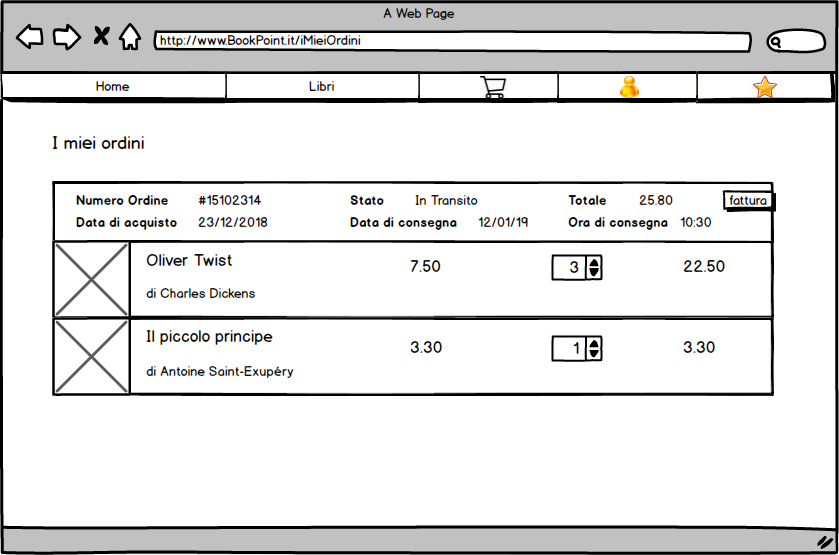 A Web Page
http://www.BookPoint.it/iMieiOrdini
Home Libri
I miei ordini
Numero Ordine #15102314 Stato In Transito Totale 25.80 fattura
Data di acquisto 23/12/2018 Data di consegna 12/01/19 Ora di consegna 10:30
Oliver Twist 7.50 3 22.50
di Charles Dickens
Il piccolo principe 3.30 1 3.30
di Antoine Saint-Exupéry